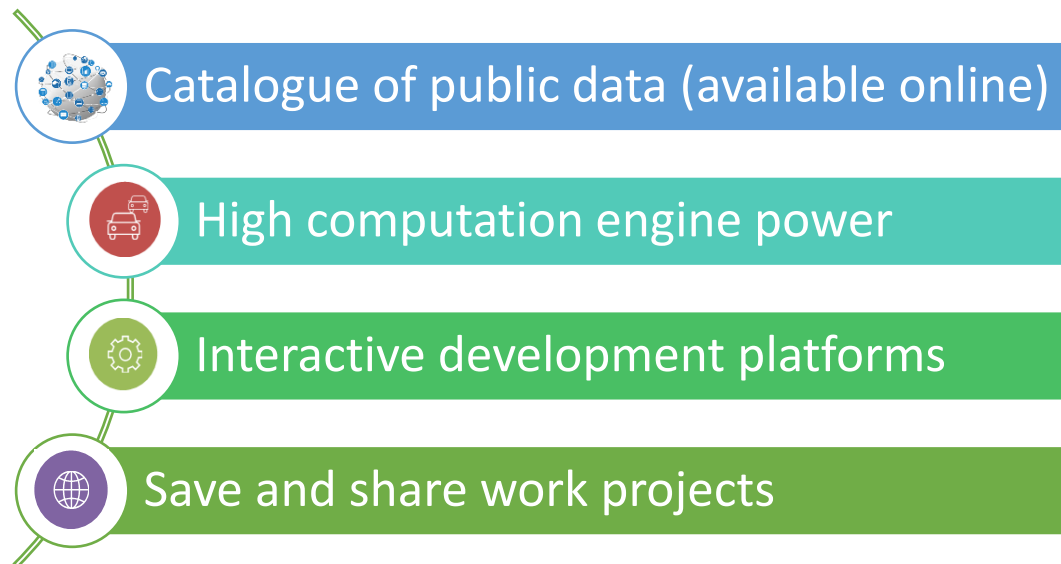 Catalogue of public data (available online)
High computation engine power
Interactive development platforms
Save and share work projects